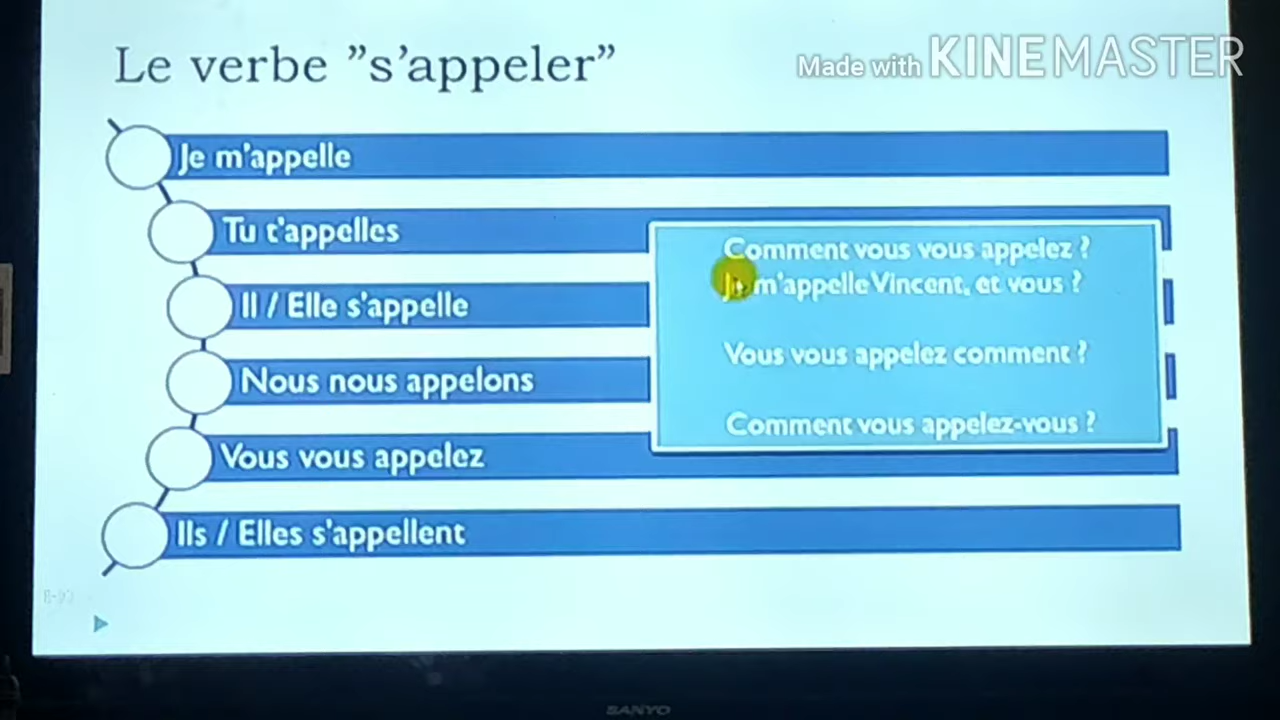 Le verbe ”s’appeler”
Made with KINEMASTER
Je m'appelle
Tu t'appelles
Il / Elle s'appelle
Nous nous appelons
Vous vous appelez
Ils / Elles s'appellent
Comment vous vous appelez ?
Je m'appelle Vincent, et vous ?
Vous vous appelez comment ?
Comment vous appelez-vous ?
SANYO